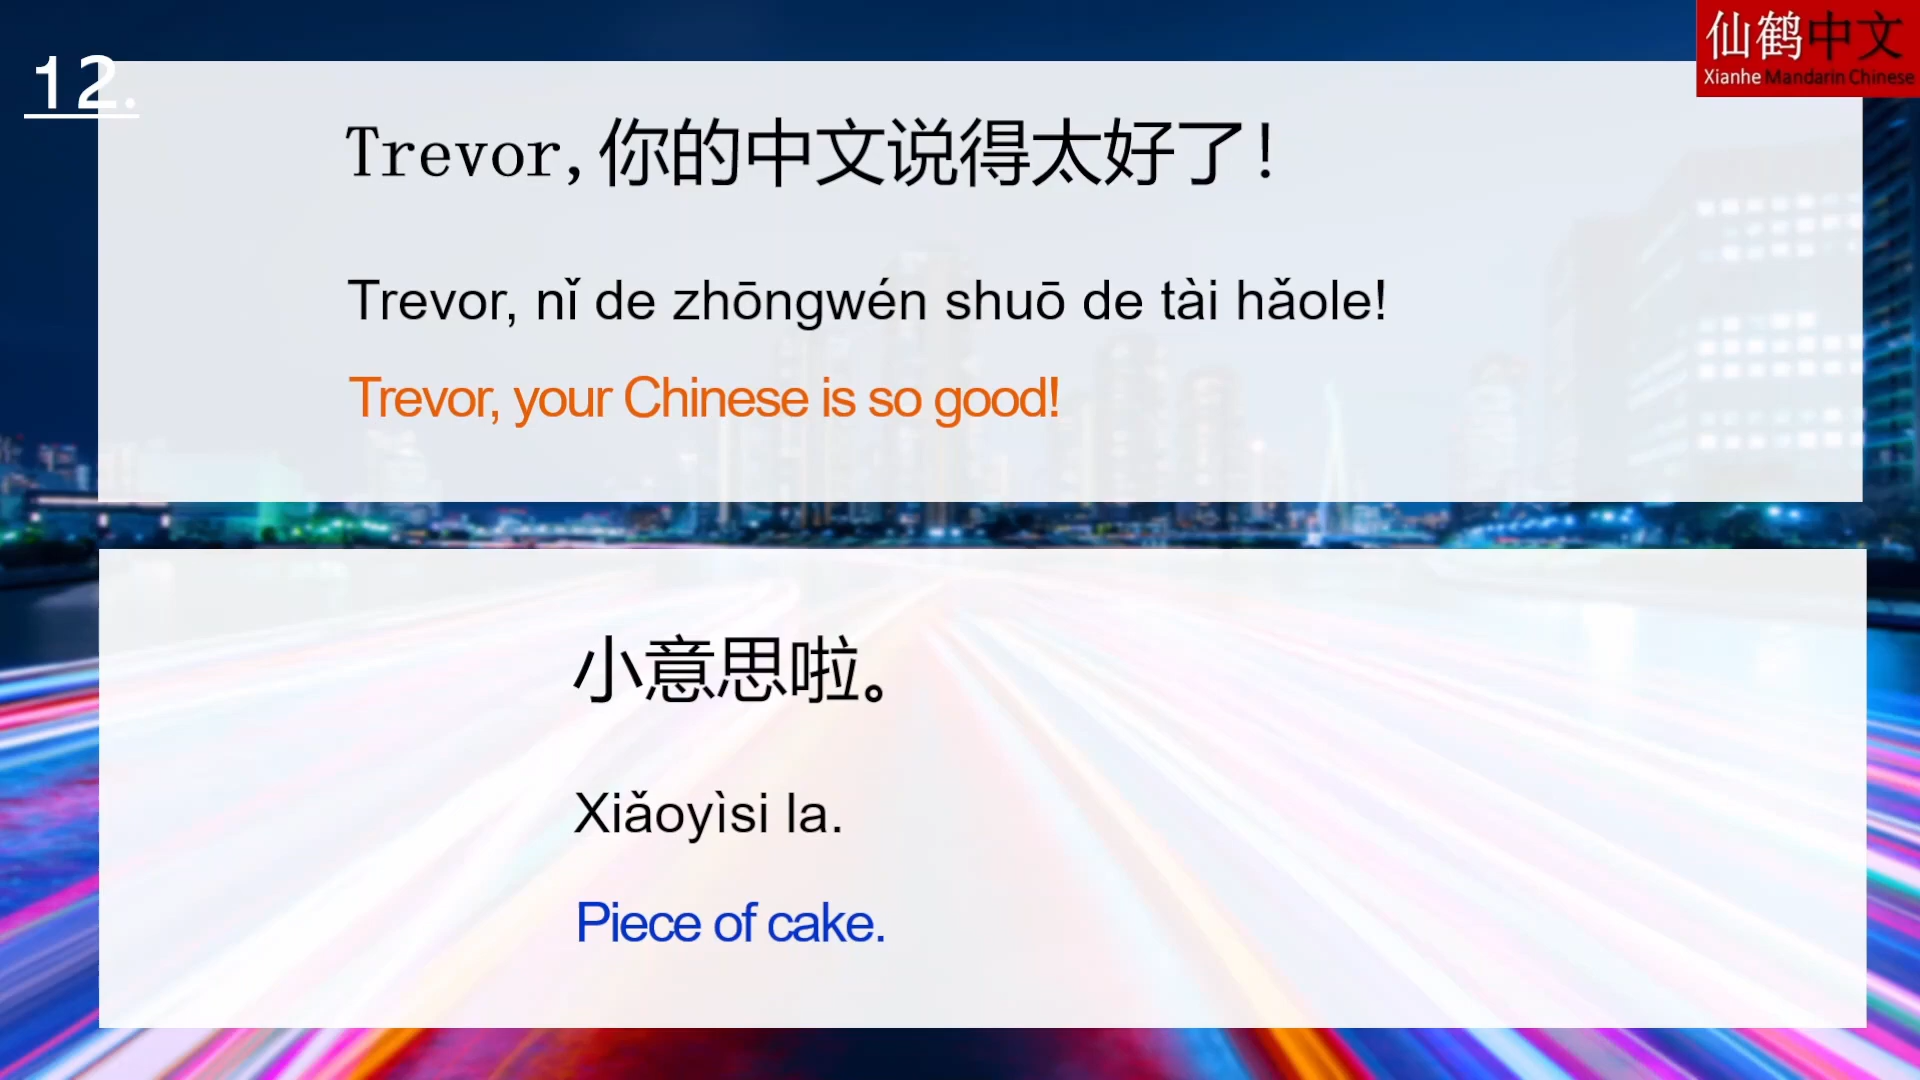 12.
仙鹤中文
Xianhe Mandarin Chinese
Trevor,你的中文说得太好了!
Trevor, nǐ de zhōngwén shuō de tài hǎole!
Trevor, your Chinese is so good!
小意思啦。
Xiǎoyìsi la.
Piece of cake.